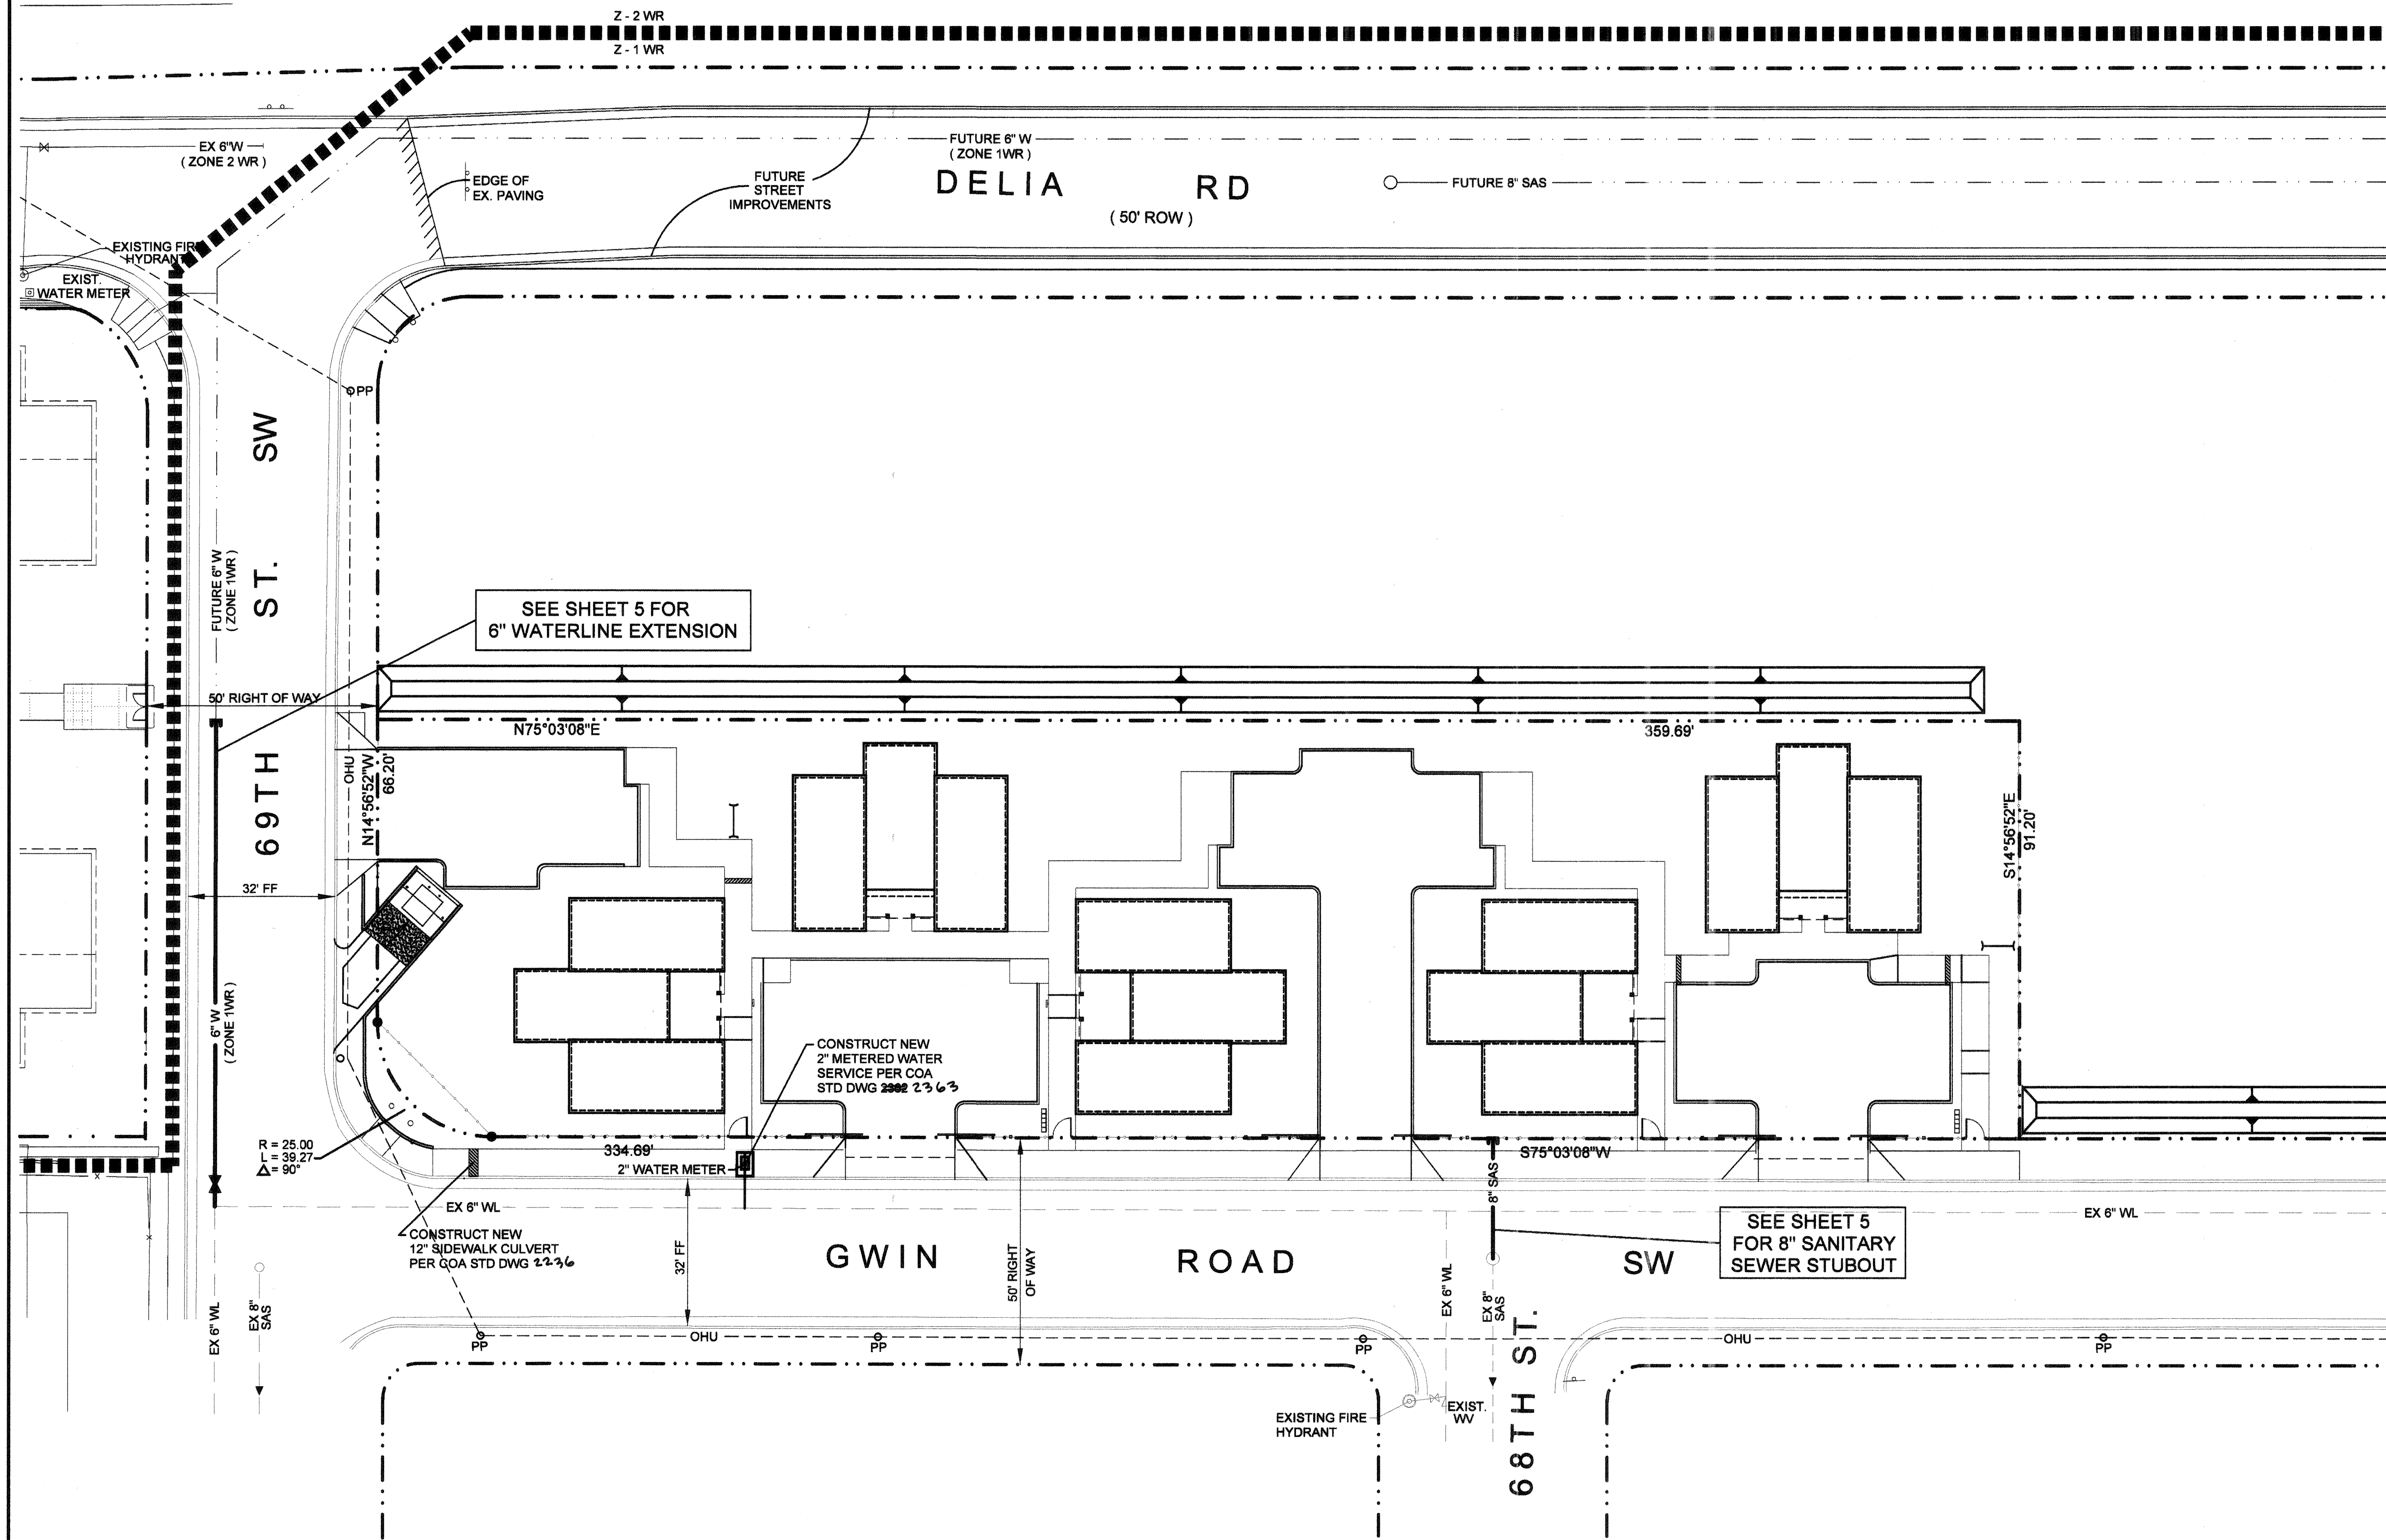 Z - 2 WR
Z - 1 WR
EX 6"W
( ZONE 2 WR )
FUTURE 6" W
( ZONE 1WR )
EDGE OF
EX. PAVING
FUTURE
STREET
IMPROVEMENTS
DELIA RD
( 50' ROW )
FUTURE 8" SAS
EXISTING FIRE
HYDRANT
EXIST.
WATER METER
PP
69TH ST. SW
FUTURE 6" W
( ZONE 1WR )
SEE SHEET 5 FOR
6" WATERLINE EXTENSION
50' RIGHT OF WAY
N75°03'08"E
359.69'
OHU
N14°56'52"W
66.20'
S14°56'52"E
91.20'
32' FF
6" W
( ZONE 1WR )
CONSTRUCT NEW
2" METERED WATER
SERVICE PER COA
STD DWG 2362 2363
R = 25.00
L = 39.27
Δ = 90°
334.69'
2" WATER METER
S75°03'08"W
8" SAS
EX 6" WL
CONSTRUCT NEW
12" SIDEWALK CULVERT
PER COA STD DWG 2236
32' FF
GWIN ROAD SW
50' RIGHT
OF WAY
SEE SHEET 5
FOR 8" SANITARY
SEWER STUBOUT
EX 6" WL
EX 6" WL
EX 8"
SAS
EX 6" WL
EX 8"
SAS
PP
OHU
PP
PP
OHU
PP
EXISTING FIRE
HYDRANT
EXIST.
WV
68TH ST.